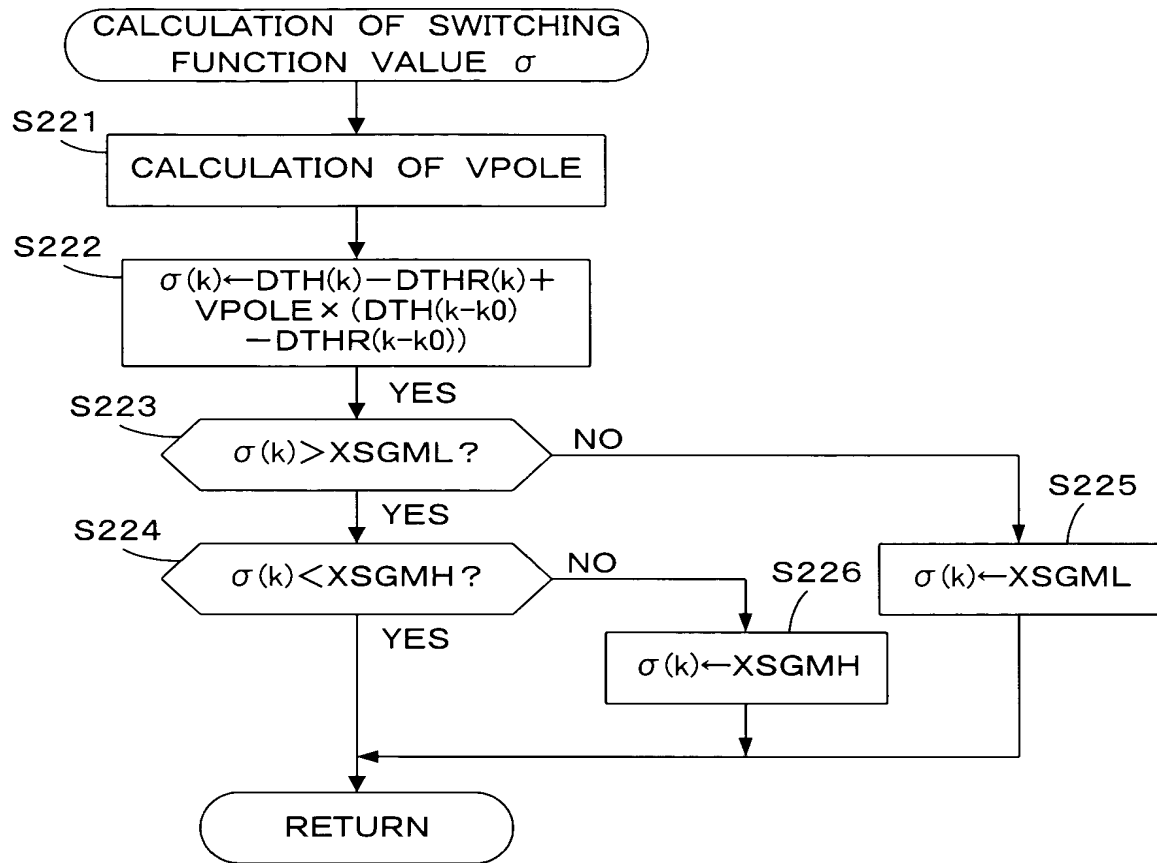 CALCULATION OF SWITCHING
FUNCTION VALUE σ
S221
CALCULATION OF VPOLE
S222
σ(k)←DTH(k)−DTHR(k)+
VPOLE×(DTH(k-k0)
−DTHR(k-k0))
YES
S223
σ(k)>XSGML?
NO
YES
S225
S224
σ(k)<XSGMH?
NO
S226
σ(k)←XSGML
YES
σ(k)←XSGMH
RETURN